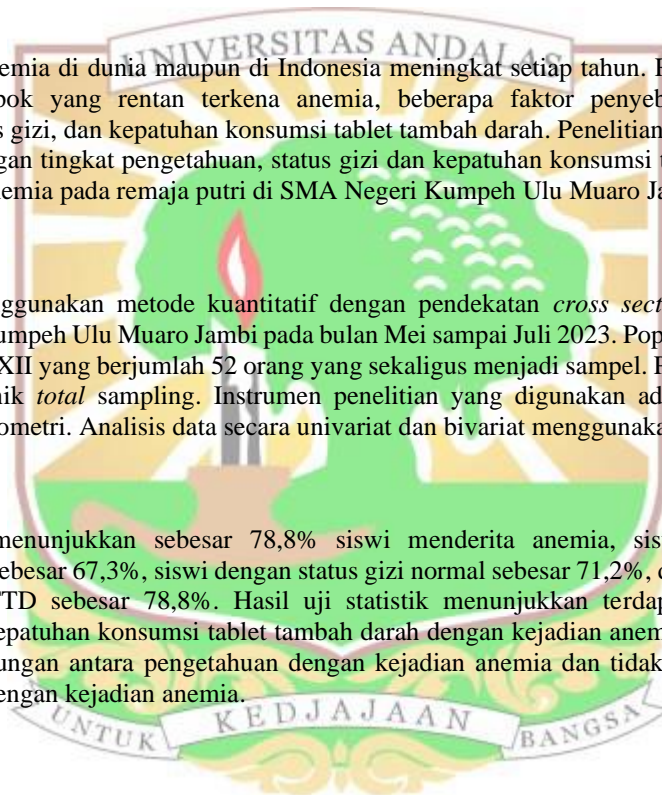 UNIVERSITAS ANDALAS
emia di dunia maupun di Indonesia meningkat setiap tahun.
pok yang rentan terkena anemia, beberapa faktor penyeb
s gizi, dan kepatuhan konsumsi tablet tambah darah. Penelitian
gan tingkat pengetahuan, status gizi dan kepatuhan konsumsi t
nemia pada remaja putri di SMA Negeri Kumpeh Ulu Muaro Ja
ggunakan metode kuantitatif dengan pendekatan cross sect
umpeh Ulu Muaro Jambi pada bulan Mei sampai Juli 2023. Pop
XII yang berjumlah 52 orang yang sekaligus menjadi sampel.
nik total sampling. Instrumen penelitian yang digunakan ad
ometri. Analisis data secara univariat dan bivariat menggunaka
menunjukkan sebesar 78,8% siswi menderita anemia, sis
sebesar 67,3%, siswi dengan status gizi normal sebesar 71,2%,
TTD sebesar 78,8%. Hasil uji statistik menunjukkan terdap
kepatuhan konsumsi tablet tambah darah dengan kejadian anem
ungan antara pengetahuan dengan kejadian anemia dan tidak
dengan kejadian anemia.
UNTUK KEDJAJAAN BANGSA